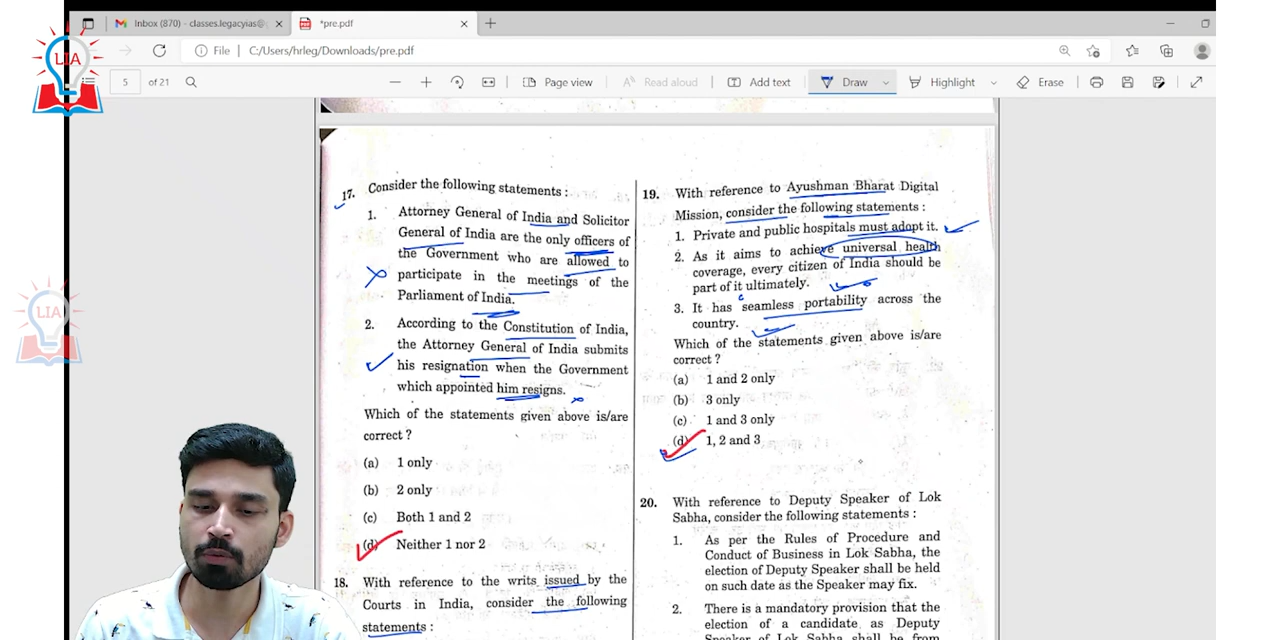 Inbox (870) - classes.legacyias@
*pre.pdf
File
C:/Users/hrleg/Downloads/pre.pdf
5
of 21
Page view
Read aloud
Add text
Draw
Highlight
Erase
LIA
LIA
17. Consider the following statements :
1. Attorney General of India and Solicitor
General of India are the only officers of
the Government who are allowed to
participate in the meetings of the
Parliament of India.
2. According to the Constitution of India,
the Attorney General of India submits
his resignation when the Government
which appointed him resigns.
Which of the statements given above is/are
correct ?
(a) 1 only
(b) 2 only
(c) Both 1 and 2
(d) Neither 1 nor 2
18. With reference to the writs issued by the
Courts in India, consider the following
statements :
19. With reference to Ayushman Bharat Digital
Mission, consider the following statements :
1. Private and public hospitals must adopt it.
2. As it aims to achieve universal health
coverage, every citizen of India should be
part of it ultimately.
3. It has seamless portability across the
country.
Which of the statements given above is/are
correct ?
(a) 1 and 2 only
(b) 3 only
(c) 1 and 3 only
(d) 1, 2 and 3
20. With reference to Deputy Speaker of Lok
Sabha, consider the following statements :
1. As per the Rules of Procedure and
Conduct of Business in Lok Sabha, the
election of Deputy Speaker shall be held
on such date as the Speaker may fix.
2. There is a mandatory provision that the
election of a candidate as Deputy
Speaker of Lok Sabha shall be from